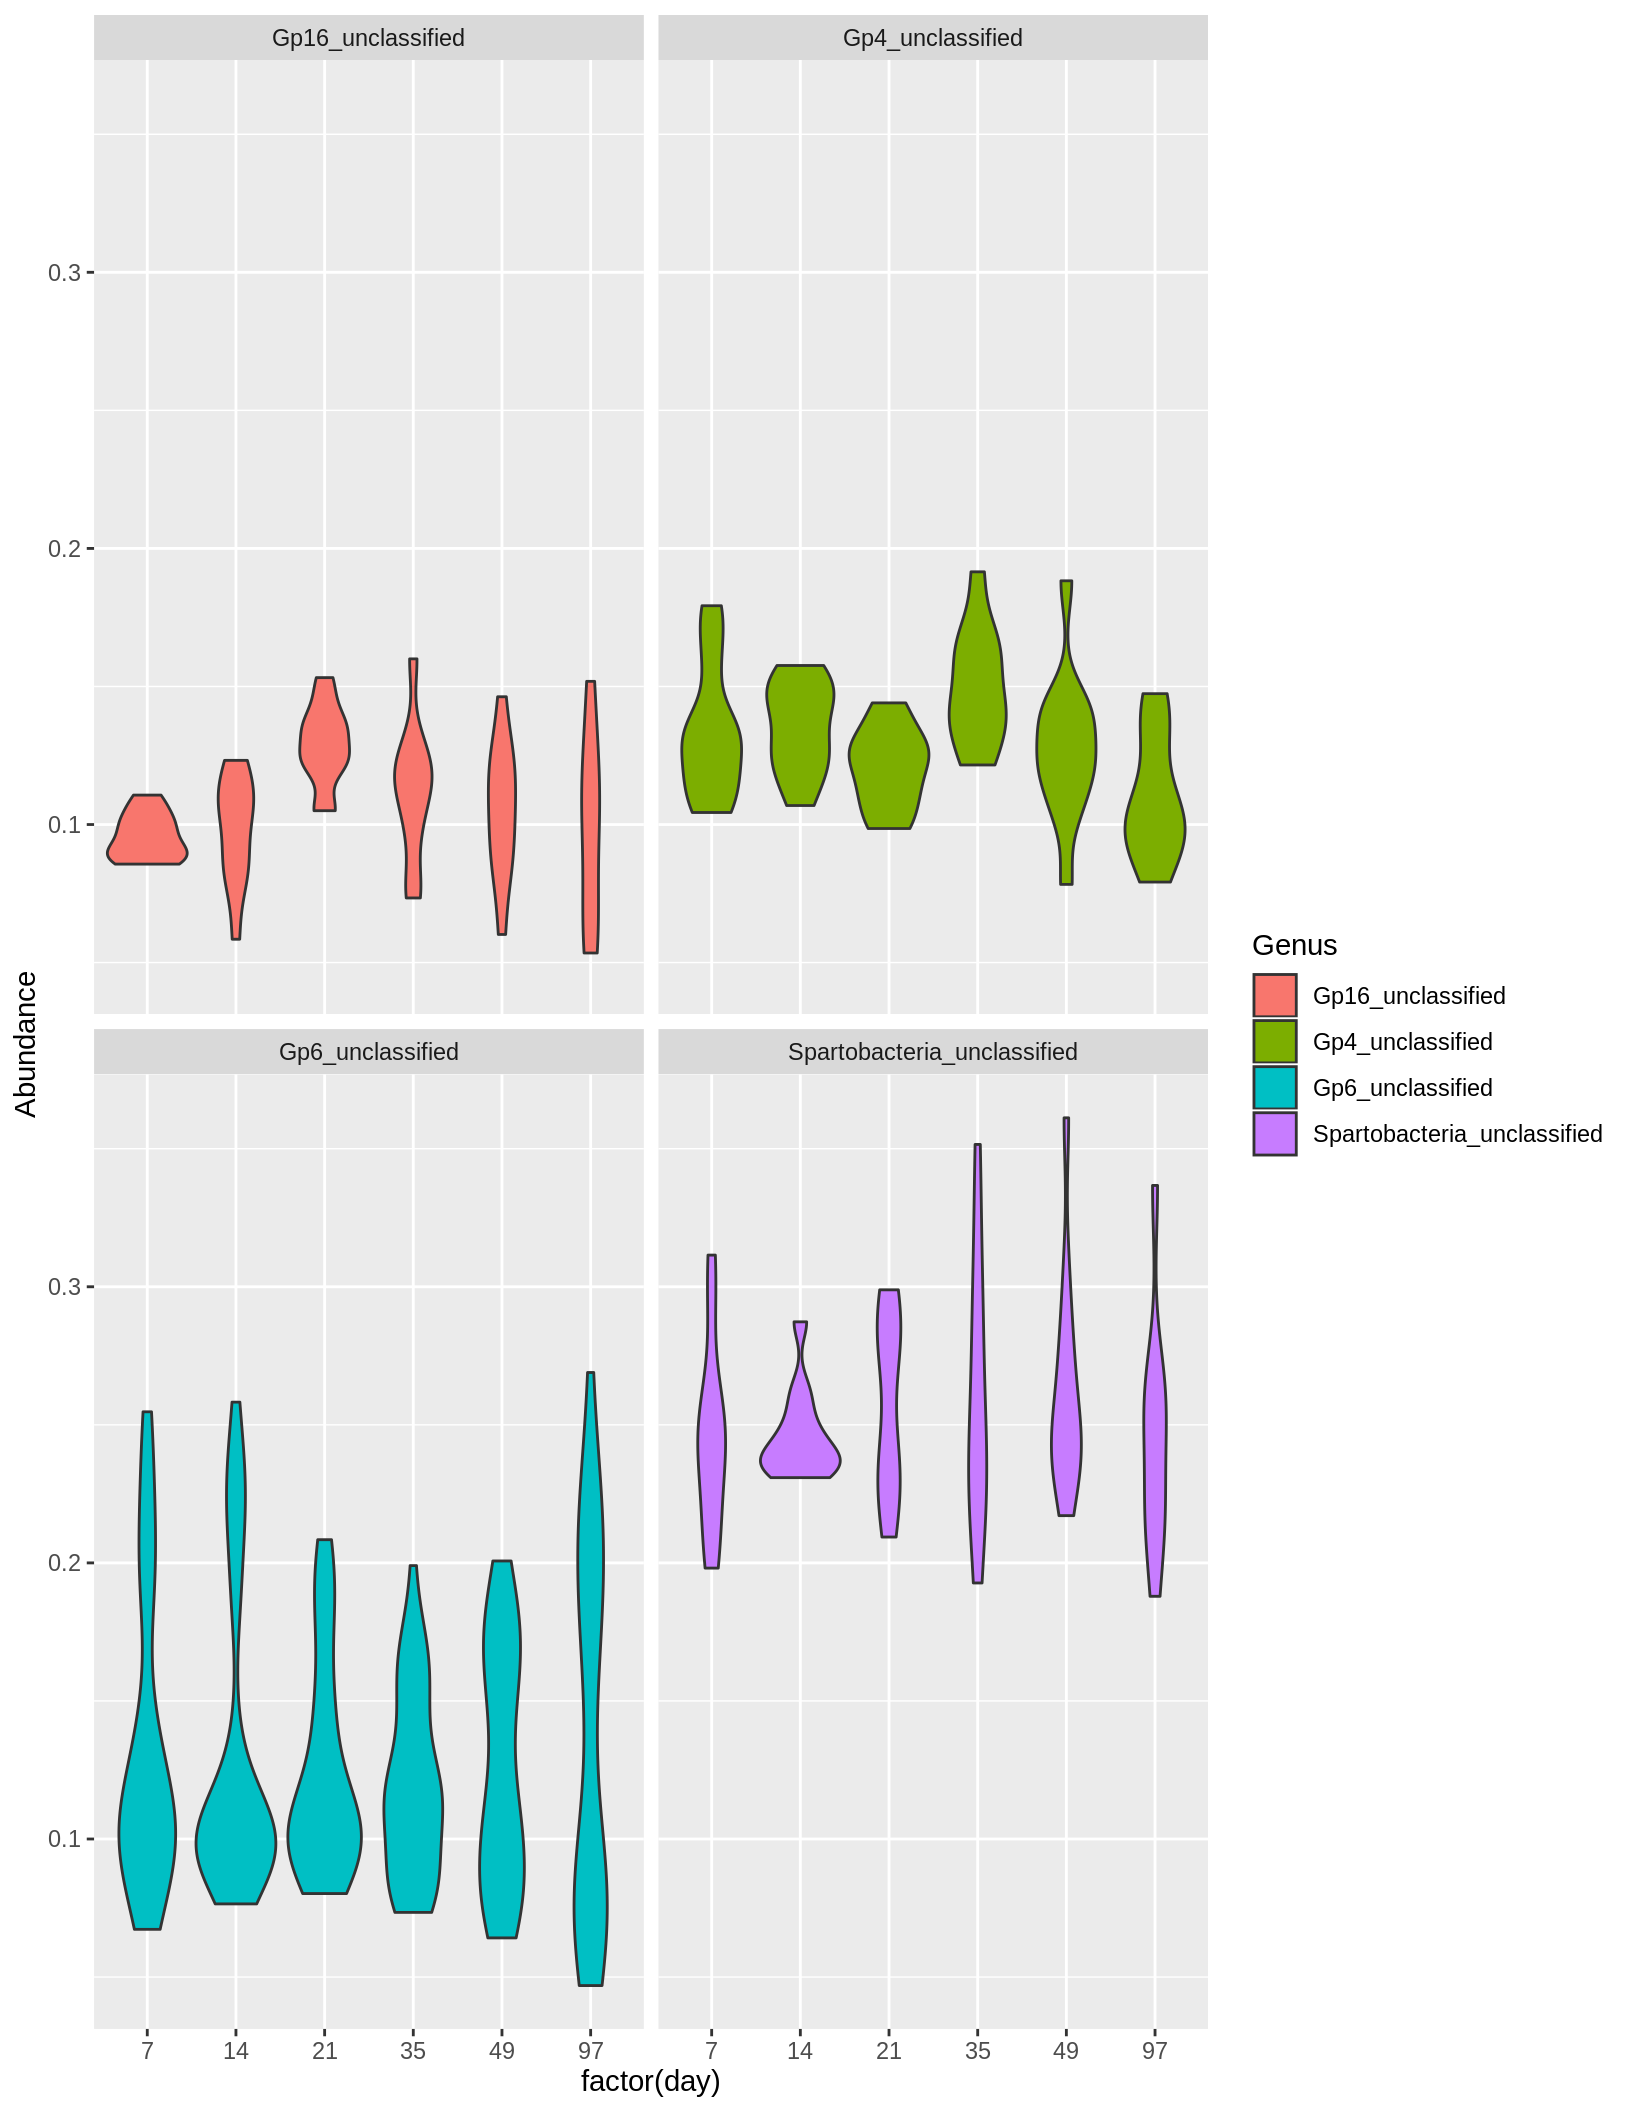 Gp16_unclassified
Gp4_unclassified
0.3
0.2
0.1
Abundance
Gp6_unclassified
Spartobacteria_unclassified
0.3
0.2
0.1
7 14 21 35 49 97
7 14 21 35 49 97
factor(day)
Genus
Gp16_unclassified
Gp4_unclassified
Gp6_unclassified
Spartobacteria_unclassified